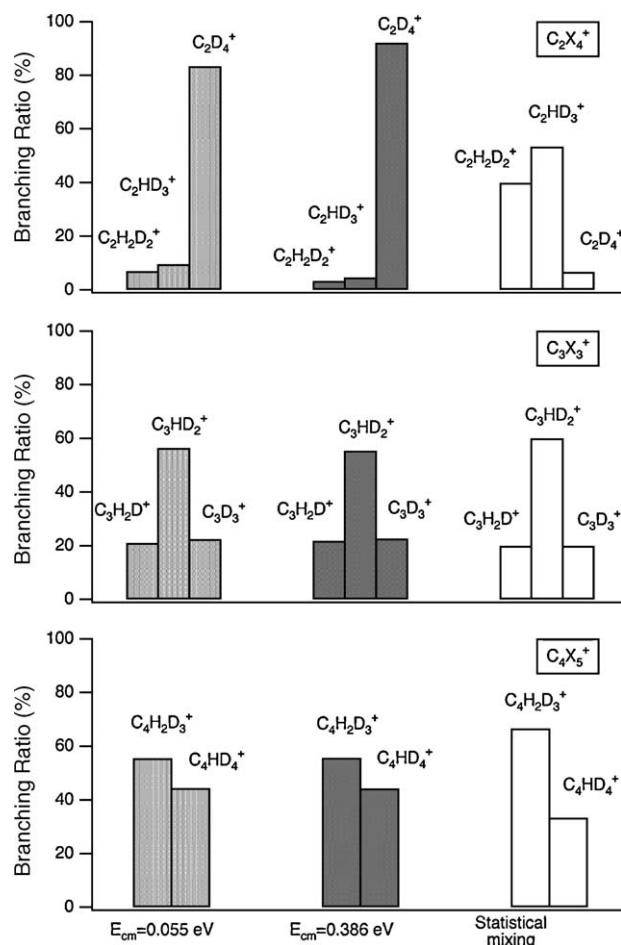 Branching Ratio (%)
100
80
60
40
20
0
C₂X₄⁺
C₂D₄⁺
C₂HD₃⁺
C₂H₂D₂⁺
C₂D₄⁺
C₂HD₃⁺
C₂H₂D₂⁺
C₂HD₃⁺
C₂H₂D₂⁺
C₂D₄⁺
Branching Ratio (%)
100
80
60
40
20
0
C₃X₃⁺
C₃HD₂⁺
C₃H₂D⁺
C₃D₃⁺
C₃HD₂⁺
C₃H₂D⁺
C₃D₃⁺
C₃HD₂⁺
C₃H₂D⁺
C₃D₃⁺
Branching Ratio (%)
100
80
60
40
20
0
C₄X₅⁺
C₄H₂D₃⁺
C₄HD₄⁺
C₄H₂D₃⁺
C₄HD₄⁺
C₄H₂D₃⁺
C₄HD₄⁺
E_cm=0.055 eV
E_cm=0.386 eV
Statistical
mixing